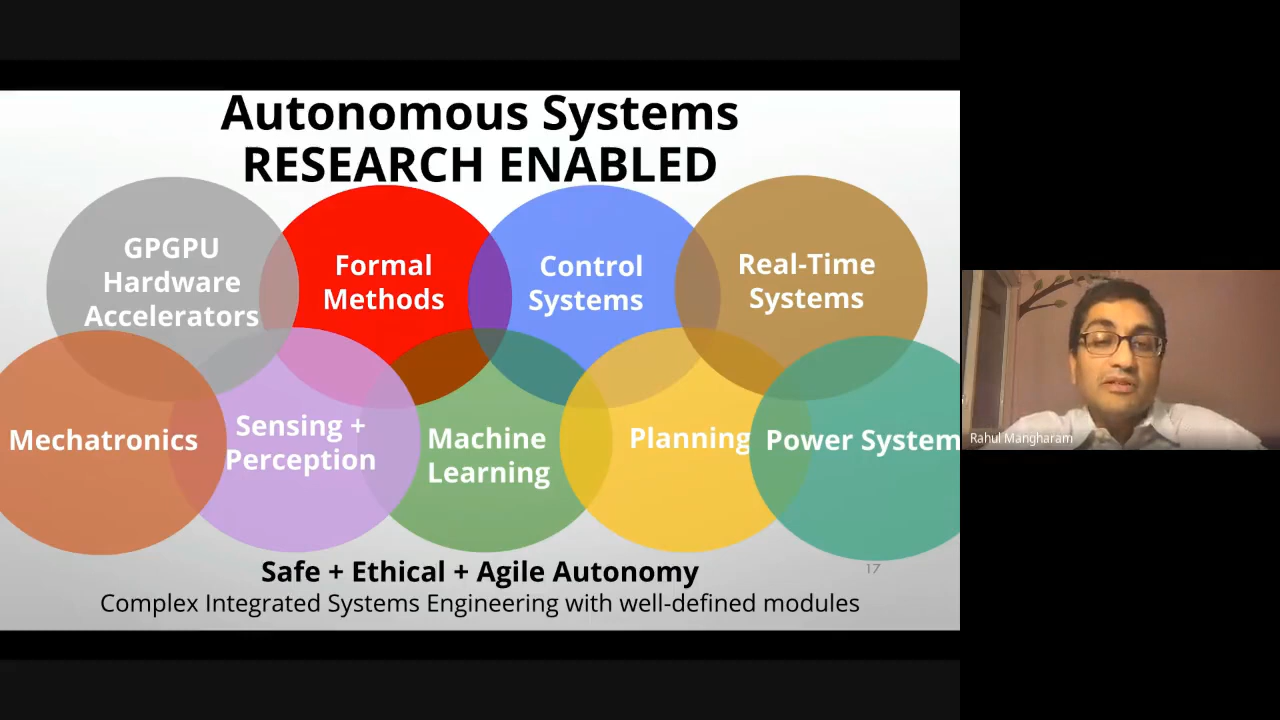 Autonomous Systems
RESEARCH ENABLED
GPGPU
Hardware
Accelerators
Formal
Methods
Control
Systems
Real-Time
Systems
Mechatronics
Sensing +
Perception
Machine
Learning
Planning
Power System
Safe + Ethical + Agile Autonomy
17
Complex Integrated Systems Engineering with well-defined modules
Rahul Mangharam